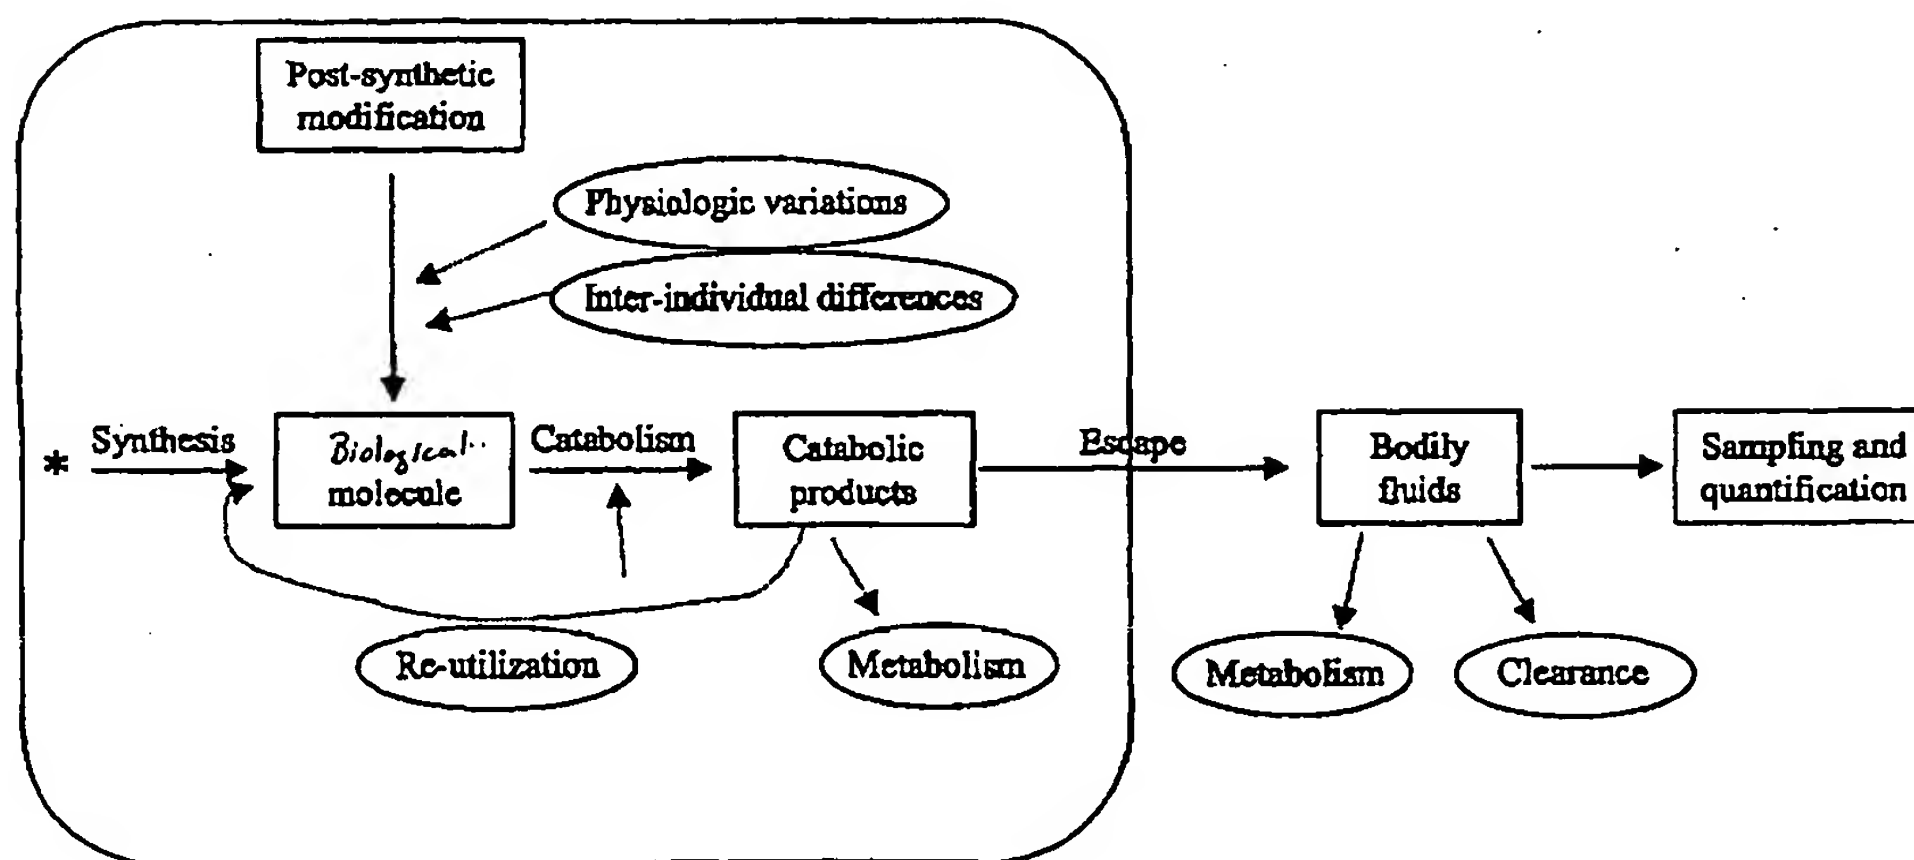 Post-synthetic
modification
Physiologic variations
Inter-individual differences
* Synthesis
Biological
molecule
Catabolism
Catabolic
products
Escape
Bodily
fluids
Sampling and
quantification
Re-utilization
Metabolism
Metabolism
Clearance